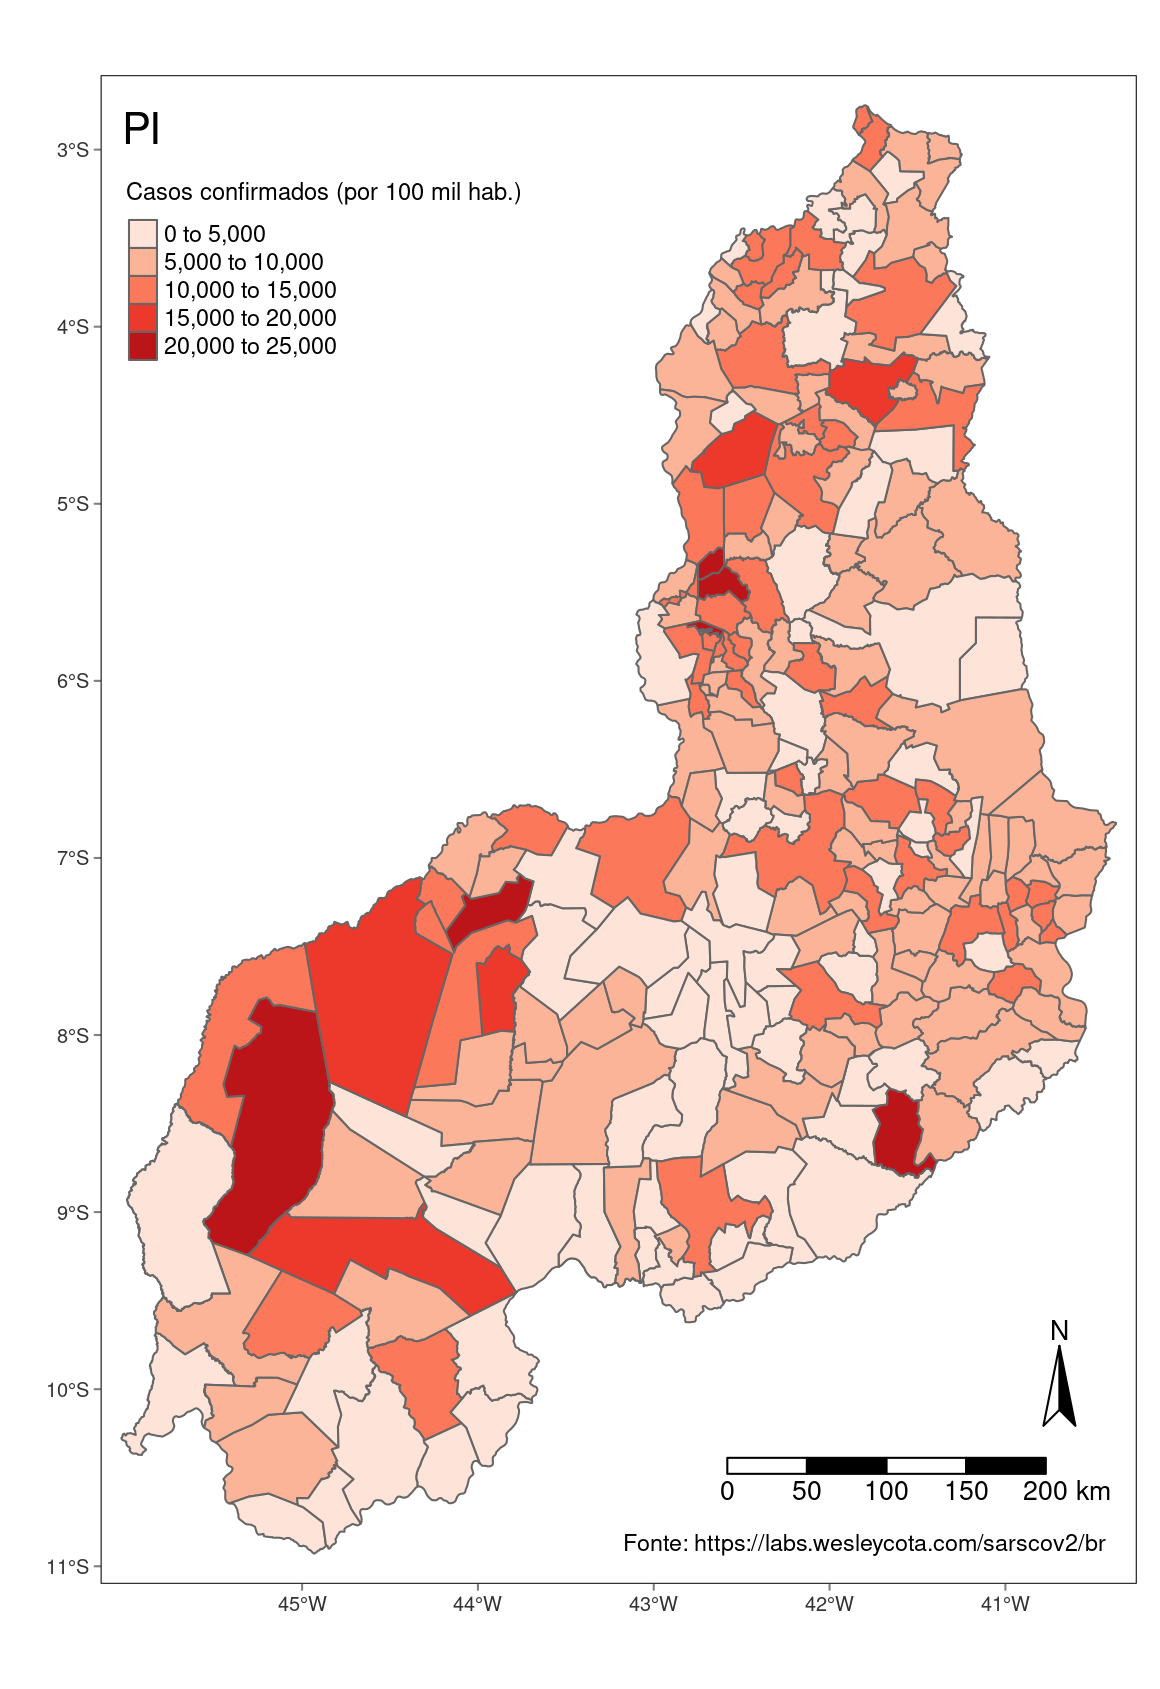 PI
Casos confirmados (por 100 mil hab.)
0 to 5,000
5,000 to 10,000
10,000 to 15,000
15,000 to 20,000
20,000 to 25,000
3°S
4°S
5°S
6°S
7°S
8°S
9°S
10°S
11°S
N
0 50 100 150 200 km
Fonte: https://labs.wesleycota.com/sarscov2/br
45°W 44°W 43°W 42°W 41°W